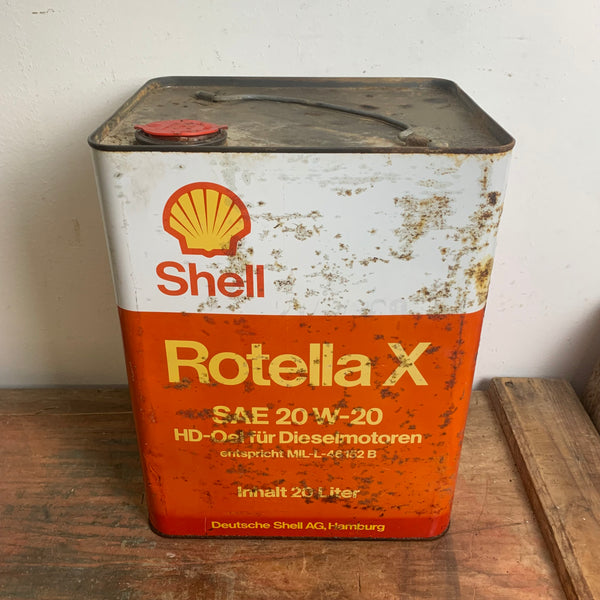 Shell
Rotella X
SAE 20 W-20
HD-Oel für Dieselmotoren
entspricht MIL-L-46152 B
Inhalt 20 Liter
Deutsche Shell AG, Hamburg